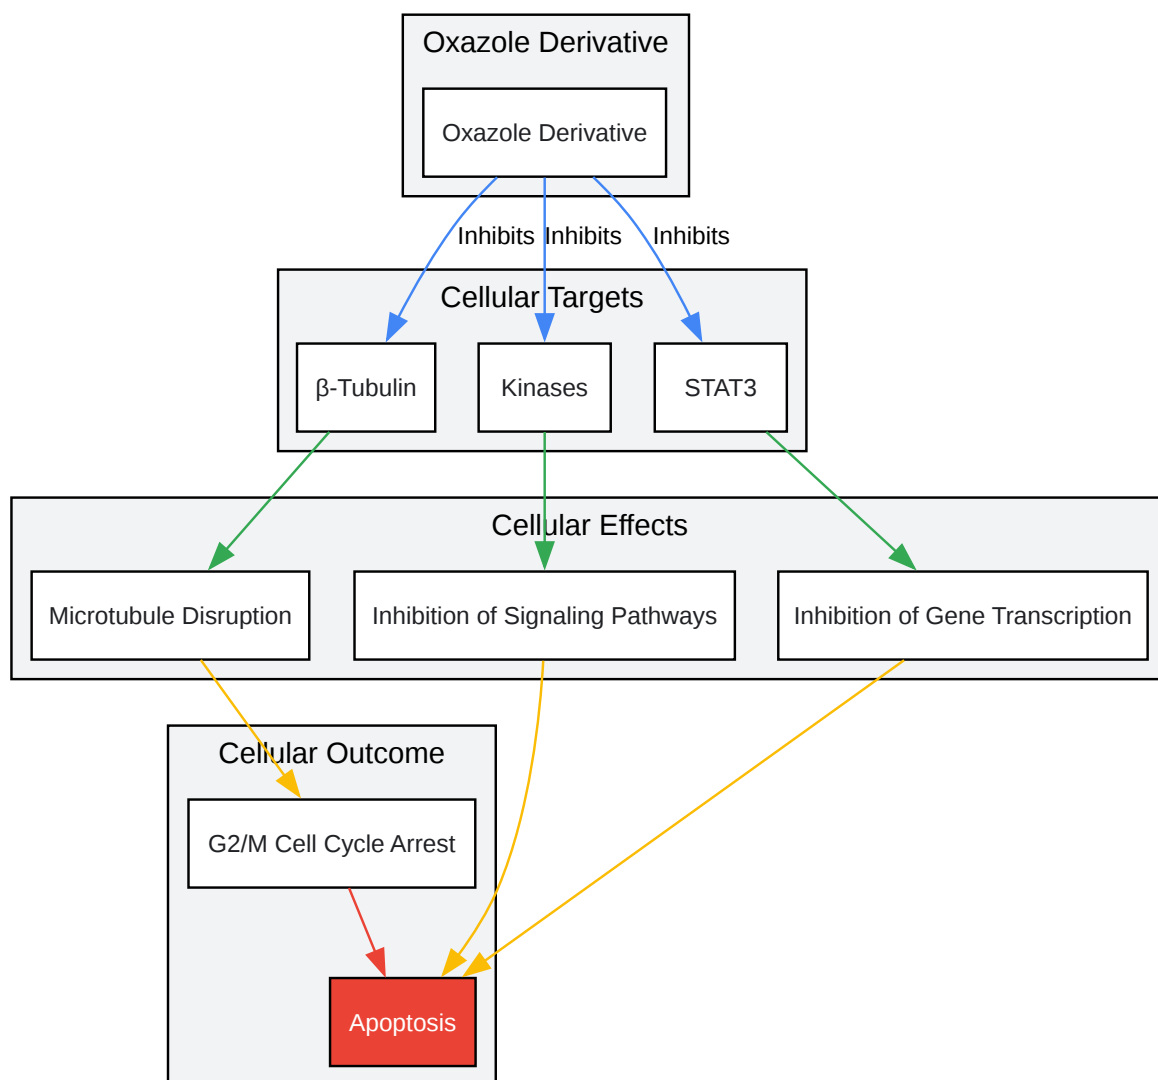 Oxazole Derivative
Oxazole Derivative
Inhibits Inhibits Inhibits
Cellular Targets
β-Tubulin Kinases STAT3
Cellular Effects
Microtubule Disruption Inhibition of Signaling Pathways Inhibition of Gene Transcription
Cellular Outcome
G2/M Cell Cycle Arrest
Apoptosis